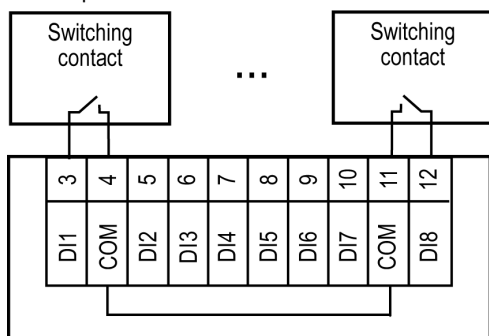 Switching
contact
...
Switching
contact
3 4 5 6 7 8 9 10 11 12
DI1 COM DI2 DI3 DI4 DI5 DI6 DI7 COM DI8